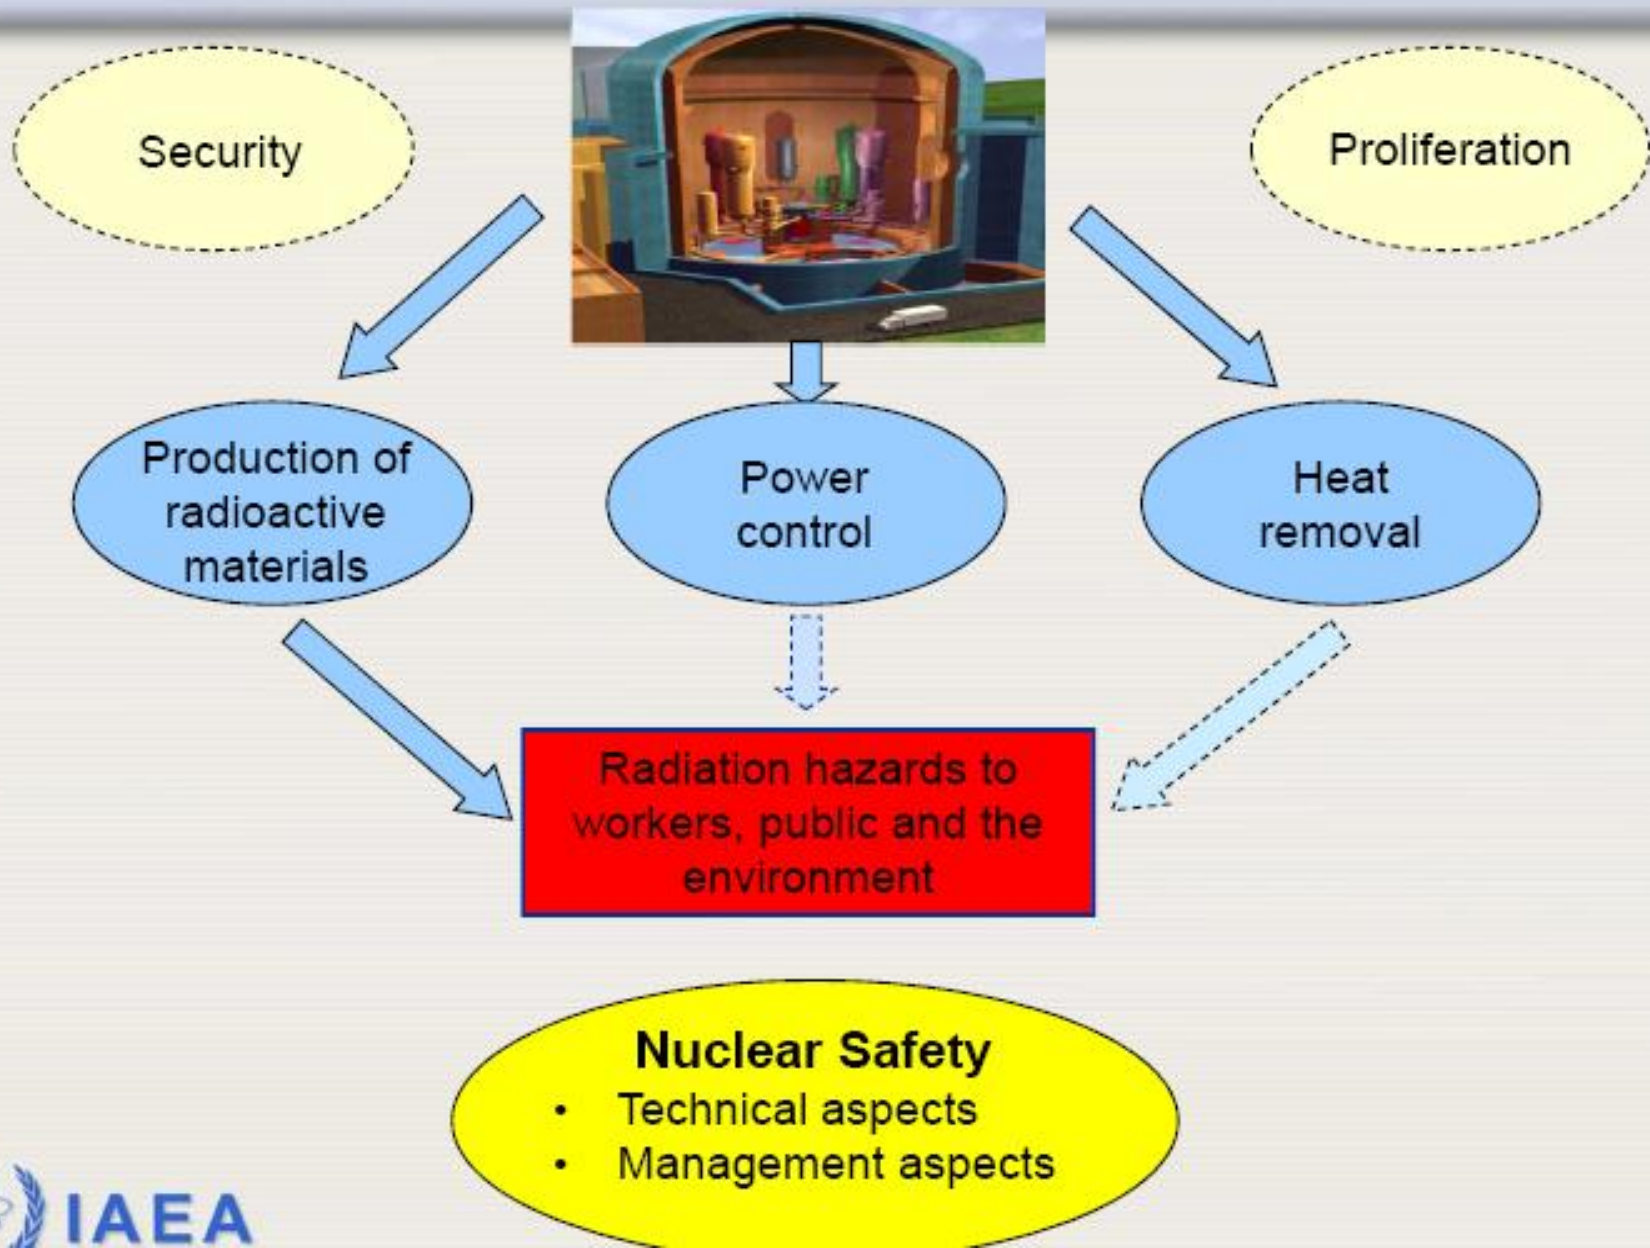 Security
Proliferation
Production of
radioactive
materials
Power
control
Heat
removal
Radiation hazards to
workers, public and the
environment
Nuclear Safety
• Technical aspects
• Management aspects
IAEA